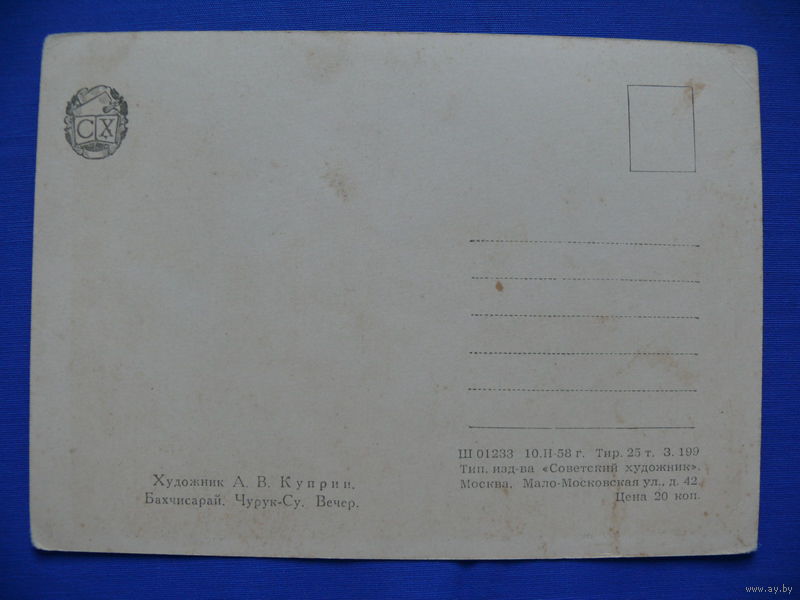 СХ
Художник А. В. Куприн.
Бахчисарай. Чурук-Су. Вечер.
Ш 01233 10.II-58 г. Тир. 25 т. З. 199
Тип. изд-ва «Советский художник».
Москва, Мало-Московская ул., д. 42
Цена 20 коп.
www.ay.by